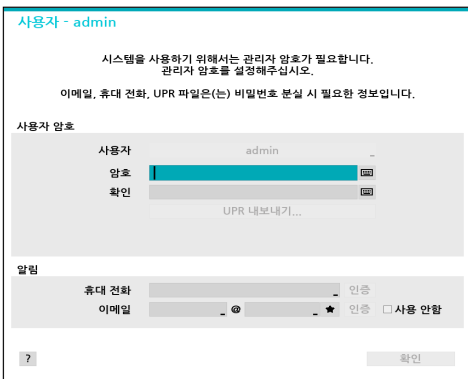 사용자 - admin
시스템을 사용하기 위해서는 관리자 암호가 필요합니다.
관리자 암호를 설정해주십시오.
이메일, 휴대 전화, UPR 파일은(는) 비밀번호 분실 시 필요한 정보입니다.
사용자 암호
사용자 admin
암호
확인
UPR 내보내기...
알림
휴대 전화 인증
이메일 @ 인증 사용 안함
? 확인